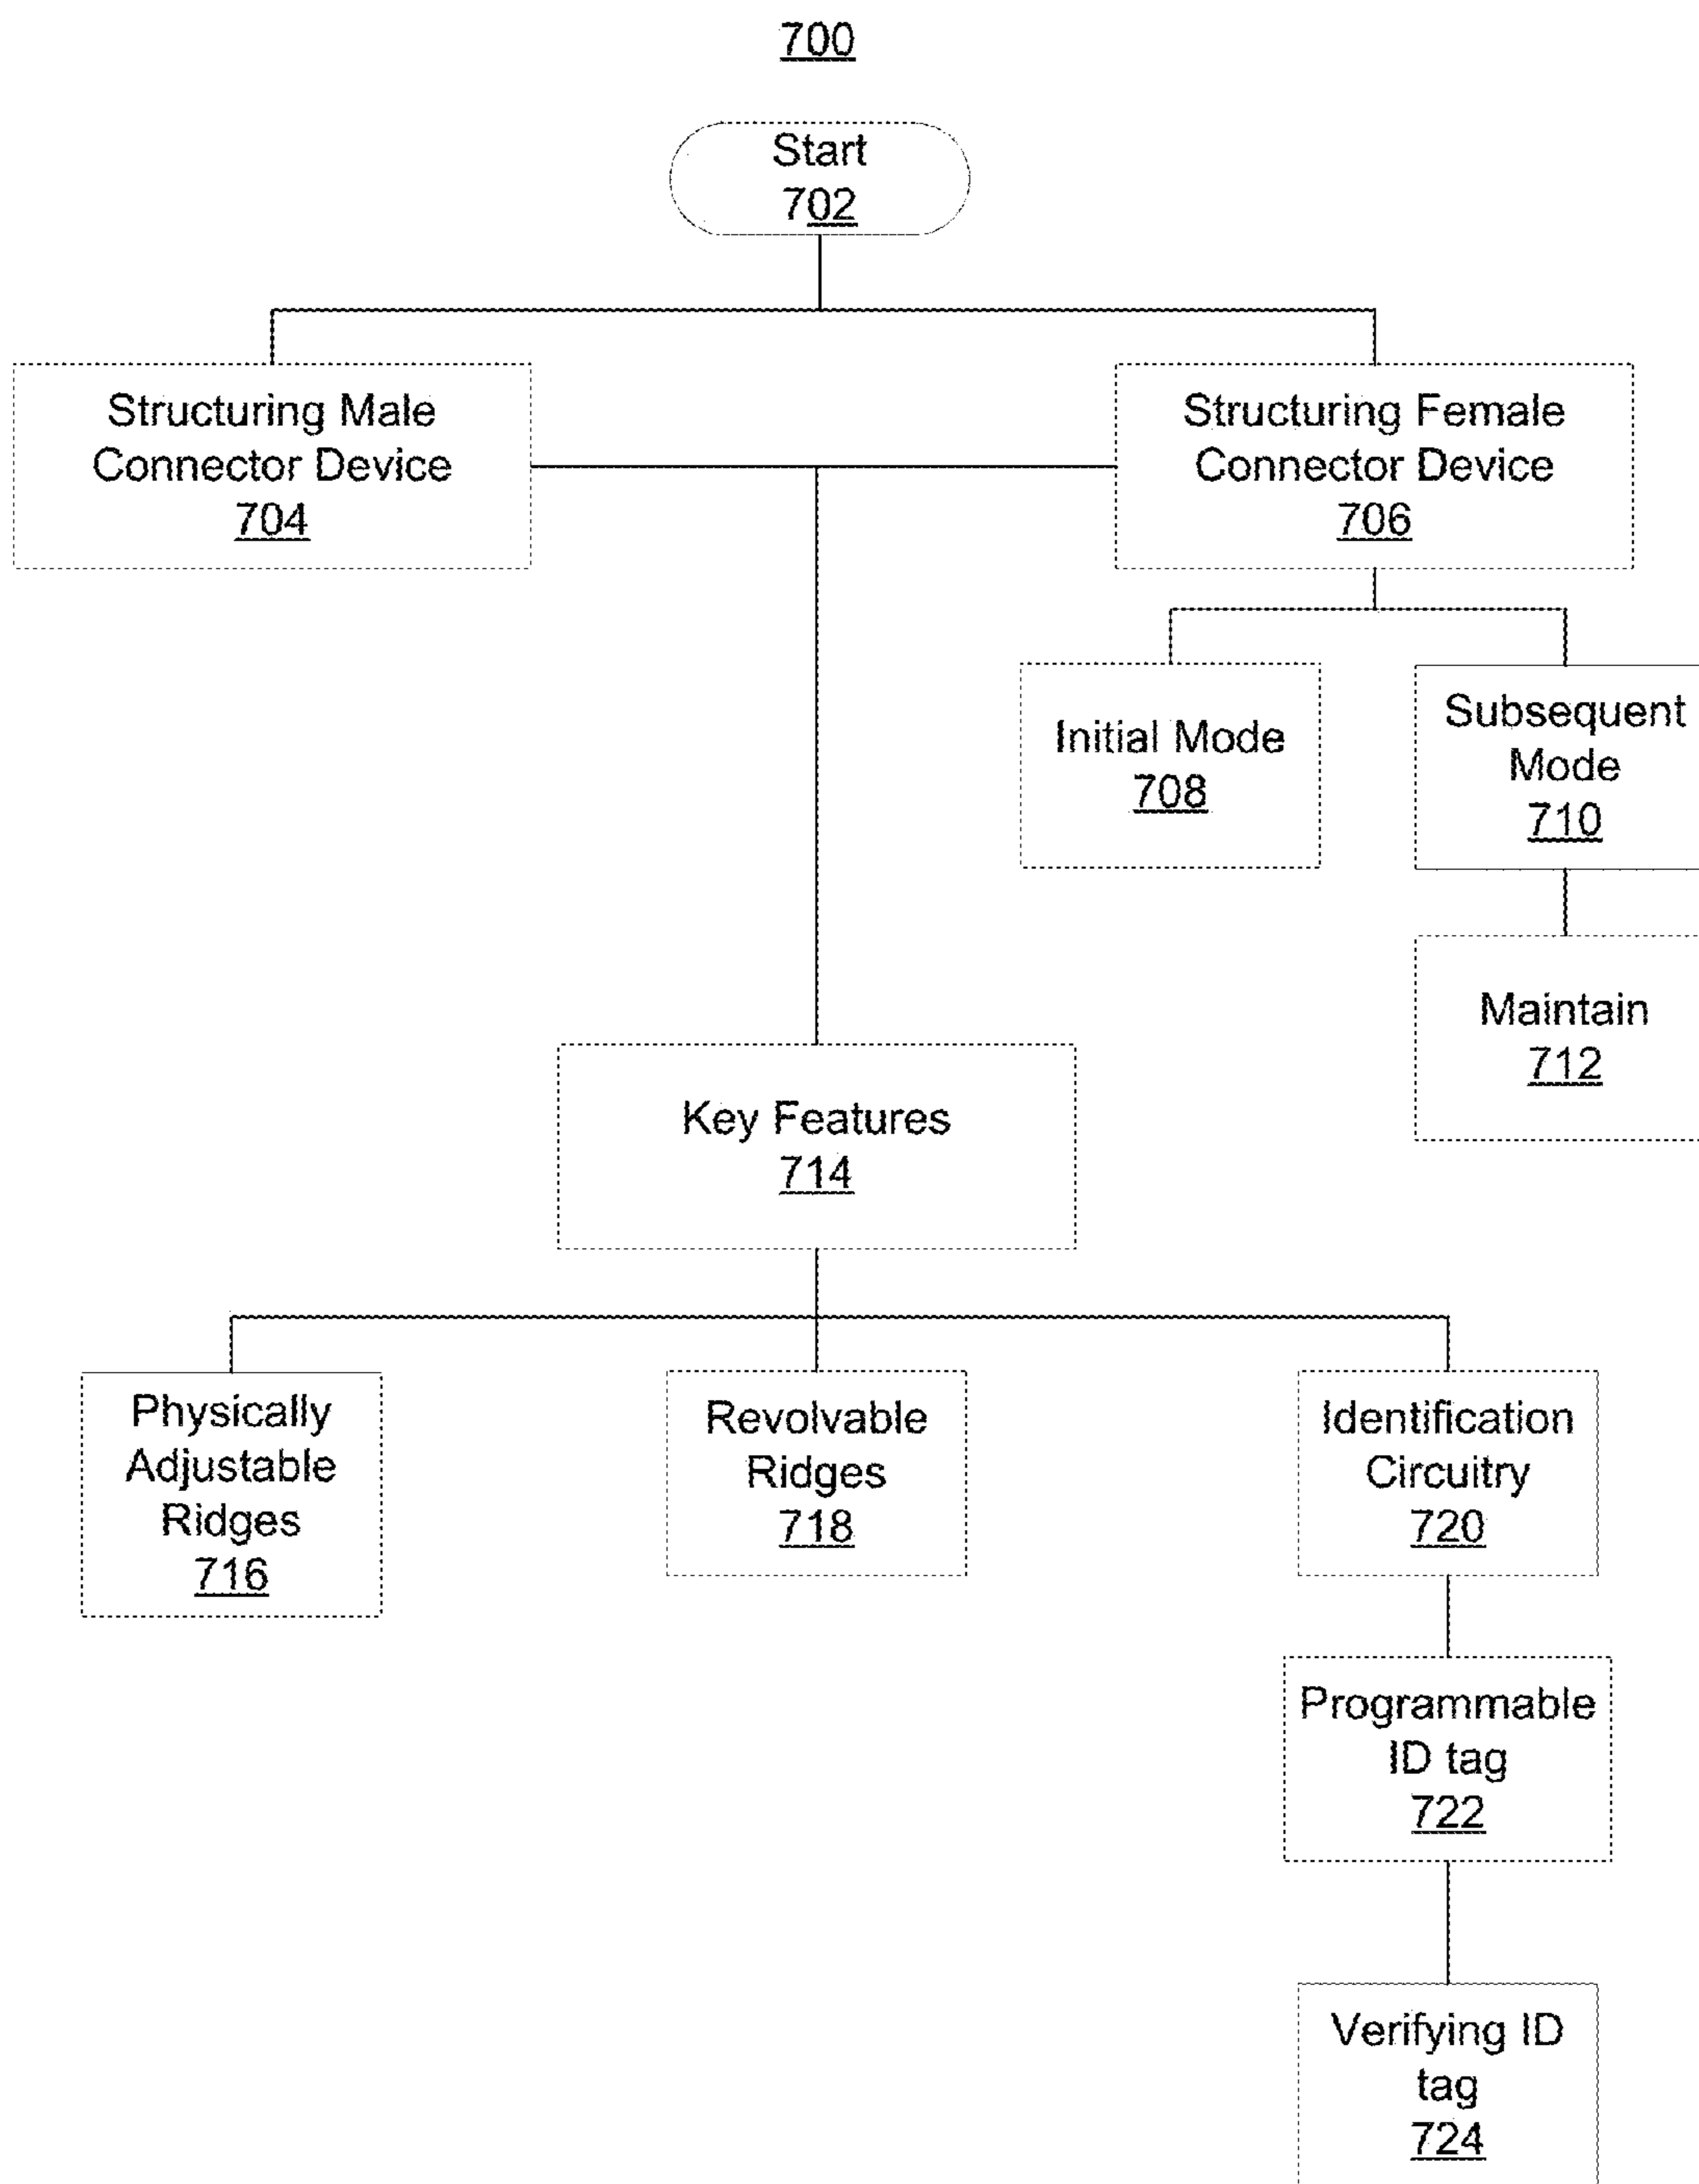 700
Start
702
Structuring Male
Connector Device
704
Structuring Female
Connector Device
706
Initial Mode
708
Subsequent
Mode
710
Maintain
712
Key Features
714
Physically
Adjustable
Ridges
716
Revolvable
Ridges
718
Identification
Circuitry
720
Programmable
ID tag
722
Verifying ID
tag
724